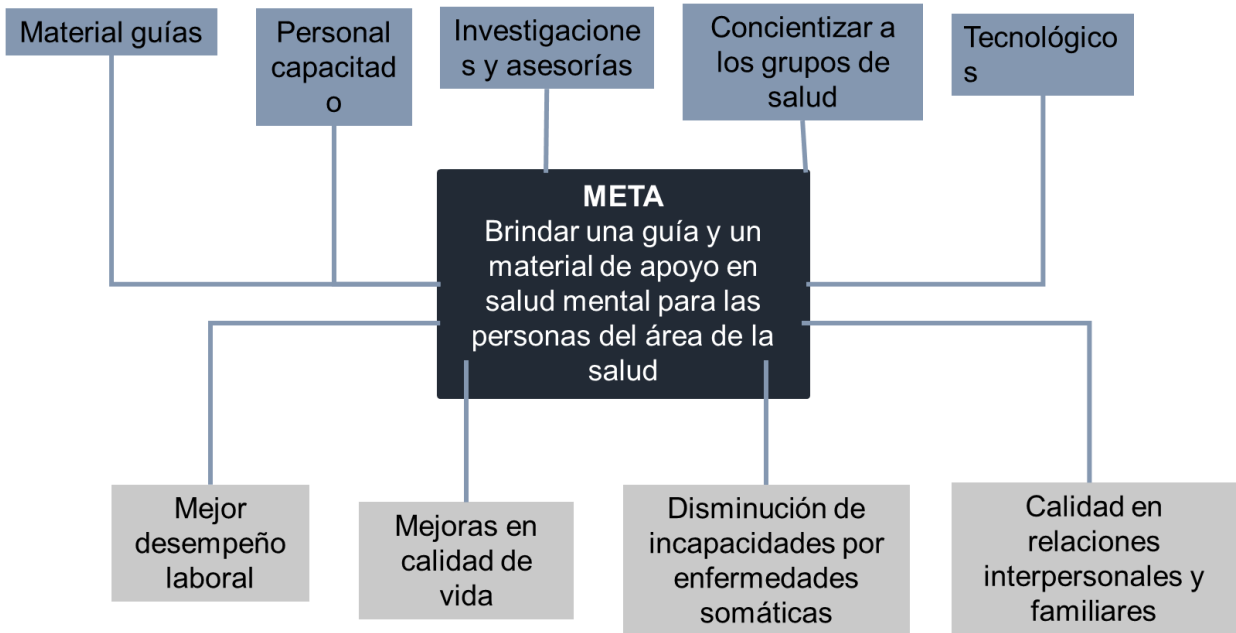 Material guías
Personal
capacitad
o
Investigacione
s y asesorías
Concientizar a
los grupos de
salud
Tecnológico
s
META
Brindar una guía y un
material de apoyo en
salud mental para las
personas del área de la
salud
Mejor
desempeño
laboral
Mejoras en
calidad de
vida
Disminución de
incapacidades por
enfermedades
somáticas
Calidad en
relaciones
interpersonales y
familiares